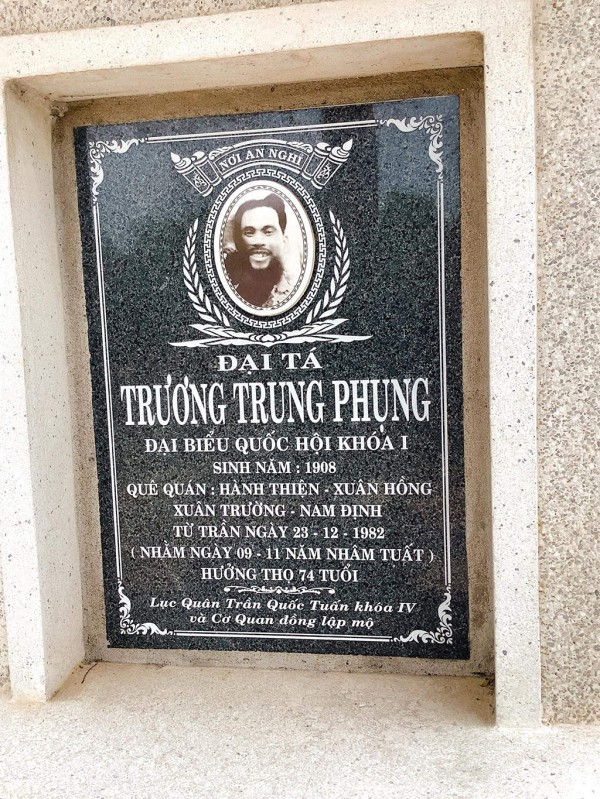 NƠI AN NGHỈ
ĐẠI TÁ
TRƯƠNG TRUNG PHỤNG
ĐẠI BIỂU QUỐC HỘI KHÓA I
SINH NĂM : 1908
QUÊ QUÁN : HÀNH THIỆN - XUÂN HỒNG
XUÂN TRƯỜNG - NAM ĐỊNH
TỪ TRẦN NGÀY 23 - 12 - 1982
( NHẰM NGÀY 09 - 11 NĂM NHÂM TUẤT )
HƯỞNG THỌ 74 TUỔI
Lục Quân Trần Quốc Tuấn khóa IV
và Cơ Quan đồng lập mộ